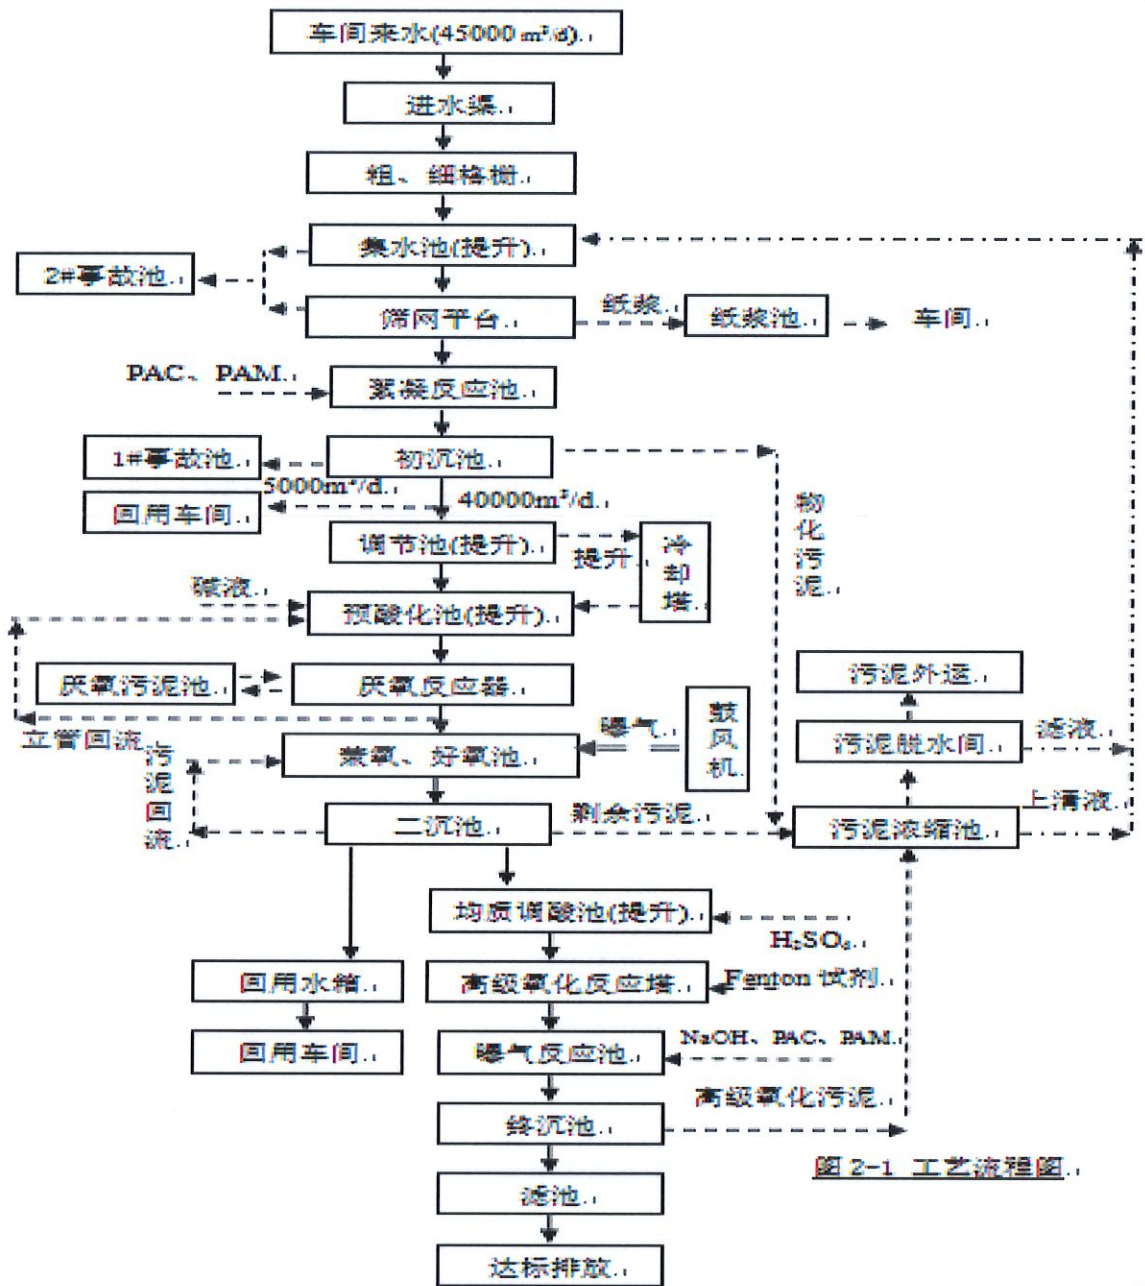 车间来水(45000 m³/d)
进水渠
粗、细格栅
集水池(提升)
2#事故池
筛网平台
纸浆
纸浆池
车间
PAC、PAM
絮凝反应池
1#事故池
初沉池
5000m³/d
40000m³/d
回用车间
物化污泥
调节池(提升)
提升
冷却塔
碱液
预酸化池(提升)
厌氧污泥池
厌氧反应器
污泥外运
立管回流
曝气
鼓风机
污泥脱水间
滤液
污泥回流
兼氧、好氧池
上清液
二沉池
剩余污泥
污泥浓缩池
均质调酸池(提升)
H₂SO₄
回用水箱
高级氧化反应塔
Fenton 试剂
回用车间
曝气反应池
NaOH、PAC、PAM
高级氧化污泥
终沉池
图 2-1 工艺流程图
滤池
达标排放